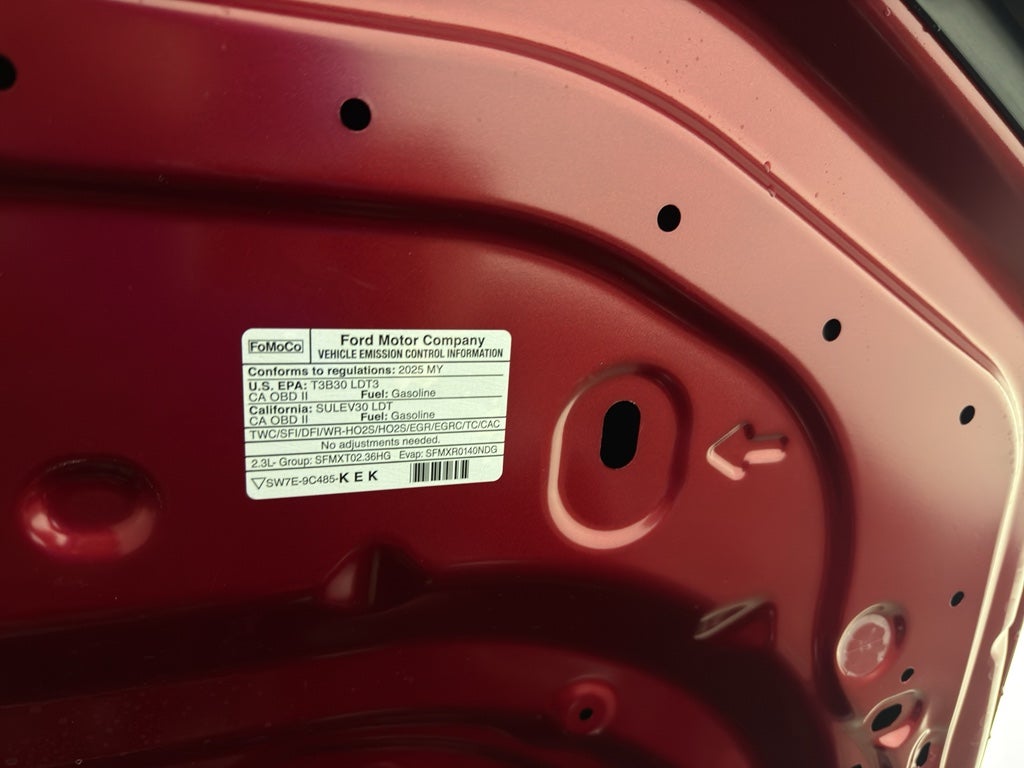 FoMoCo
Ford Motor Company
VEHICLE EMISSION CONTROL INFORMATION
Conforms to regulations: 2025 MY
U.S. EPA: T3B30 LDT3
CA OBD II Fuel: Gasoline
California: SULEV30 LDT
CA OBD II Fuel: Gasoline
TWC/SFI/DFI/WR-HO2S/HO2S/EGR/EGRC/TC/CAC
No adjustments needed.
2.3L- Group: SFMXT02.36HG Evap: SFMXR0140NDG
SW7E-9C485-KEK